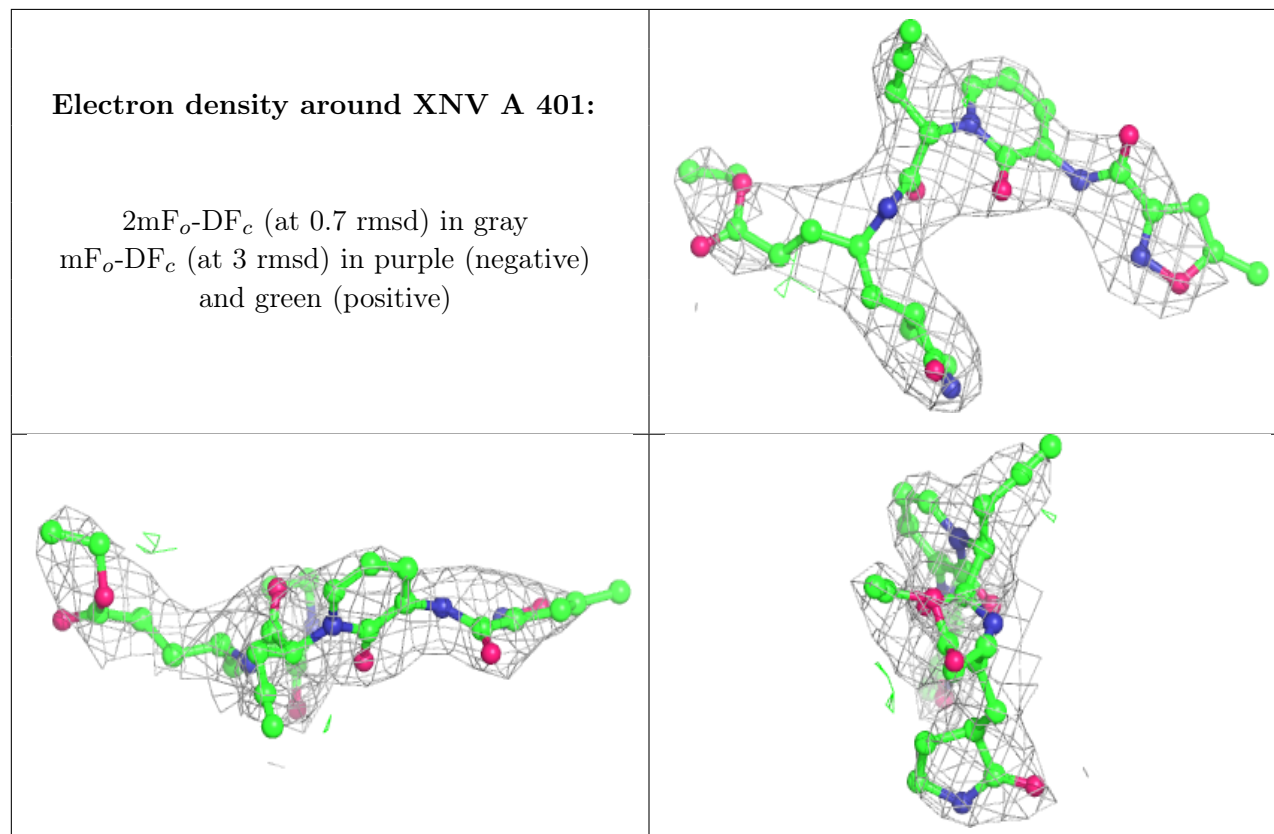 Electron density around XNV A 401:
2mFo-DFc (at 0.7 rmsd) in gray
mFo-DFc (at 3 rmsd) in purple (negative)
and green (positive)